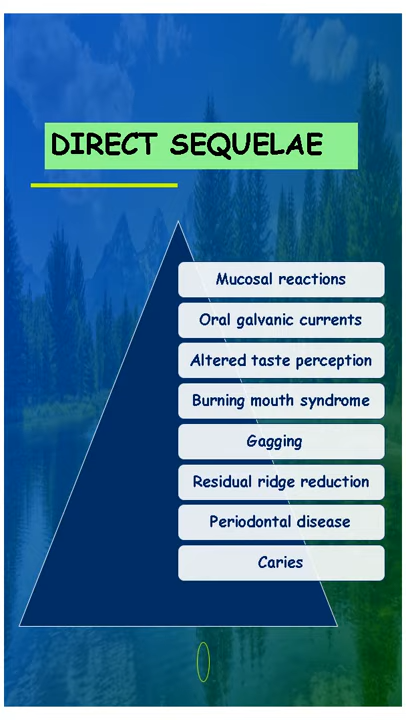 DIRECT SEQUELAE
Mucosal reactions
Oral galvanic currents
Altered taste perception
Burning mouth syndrome
Gagging
Residual ridge reduction
Periodontal disease
Caries